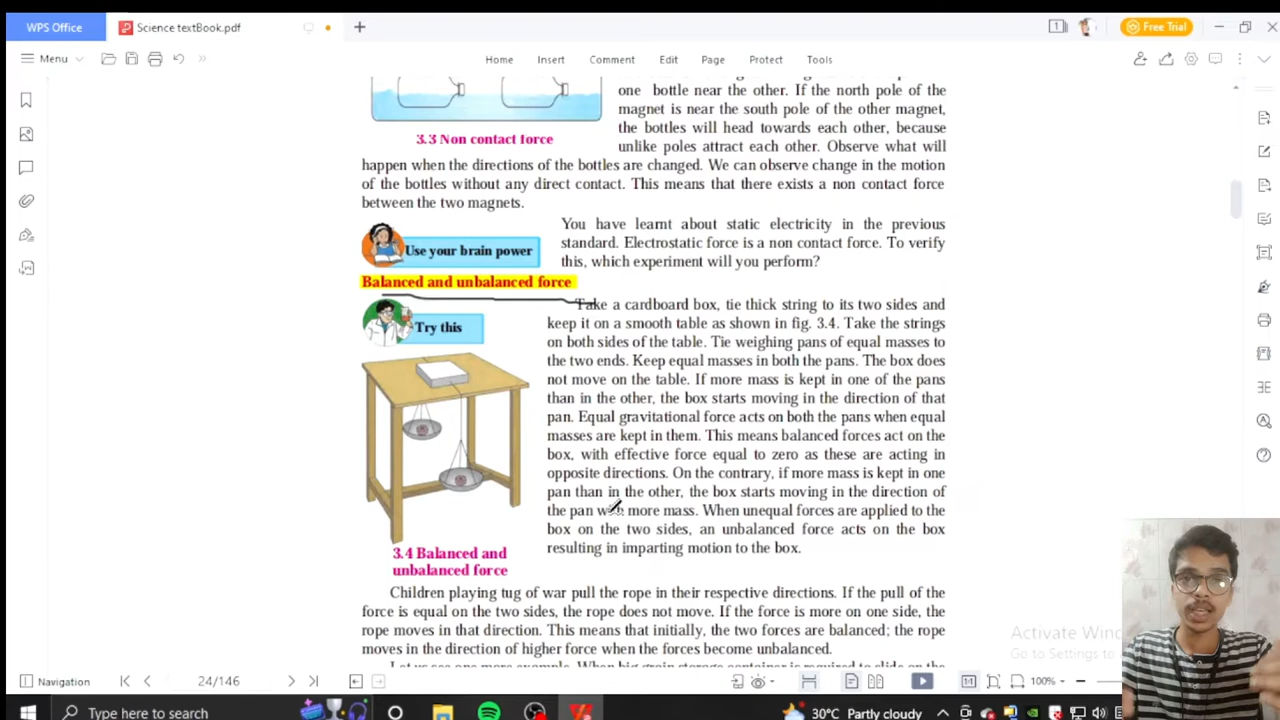 WPS Office
Science textBook.pdf
1
Free Trial
Menu
Home Insert Comment Edit Page Protect Tools
one bottle near the other. If the north pole of the
magnet is near the south pole of the other magnet,
the bottles will head towards each other, because
3.3 Non contact force
unlike poles attract each other. Observe what will
happen when the directions of the bottles are changed. We can observe change in the motion
of the bottles without any direct contact. This means that there exists a non contact force
between the two magnets.
You have learnt about static electricity in the previous
Use your brain power
standard. Electrostatic force is a non contact force. To verify
this, which experiment will you perform?
Balanced and unbalanced force
Try this
Take a cardboard box, tie thick string to its two sides and
keep it on a smooth table as shown in fig. 3.4. Take the strings
on both sides of the table. Tie weighing pans of equal masses to
the two ends. Keep equal masses in both the pans. The box does
not move on the table. If more mass is kept in one of the pans
than in the other, the box starts moving in the direction of that
pan. Equal gravitational force acts on both the pans when equal
masses are kept in them. This means balanced forces act on the
box, with effective force equal to zero as these are acting in
opposite directions. On the contrary, if more mass is kept in one
pan than in the other, the box starts moving in the direction of
the pan with more mass. When unequal forces are applied to the
box on the two sides, an unbalanced force acts on the box
resulting in imparting motion to the box.
3.4 Balanced and
unbalanced force
Children playing tug of war pull the rope in their respective directions. If the pull of the
force is equal on the two sides, the rope does not move. If the force is more on one side, the
rope moves in that direction. This means that initially, the two forces are balanced; the rope
moves in the direction of higher force when the forces become unbalanced.
Let us see one more example. When big grain storage container is required to slide on the
Activate Win
Go to Settings to
Navigation
24/146
100%
Type here to search
30°C Partly cloudy